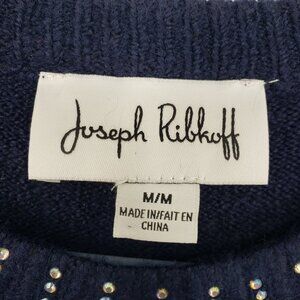 Joseph Ribkoff
M/M
MADE IN/FAIT EN
CHINA